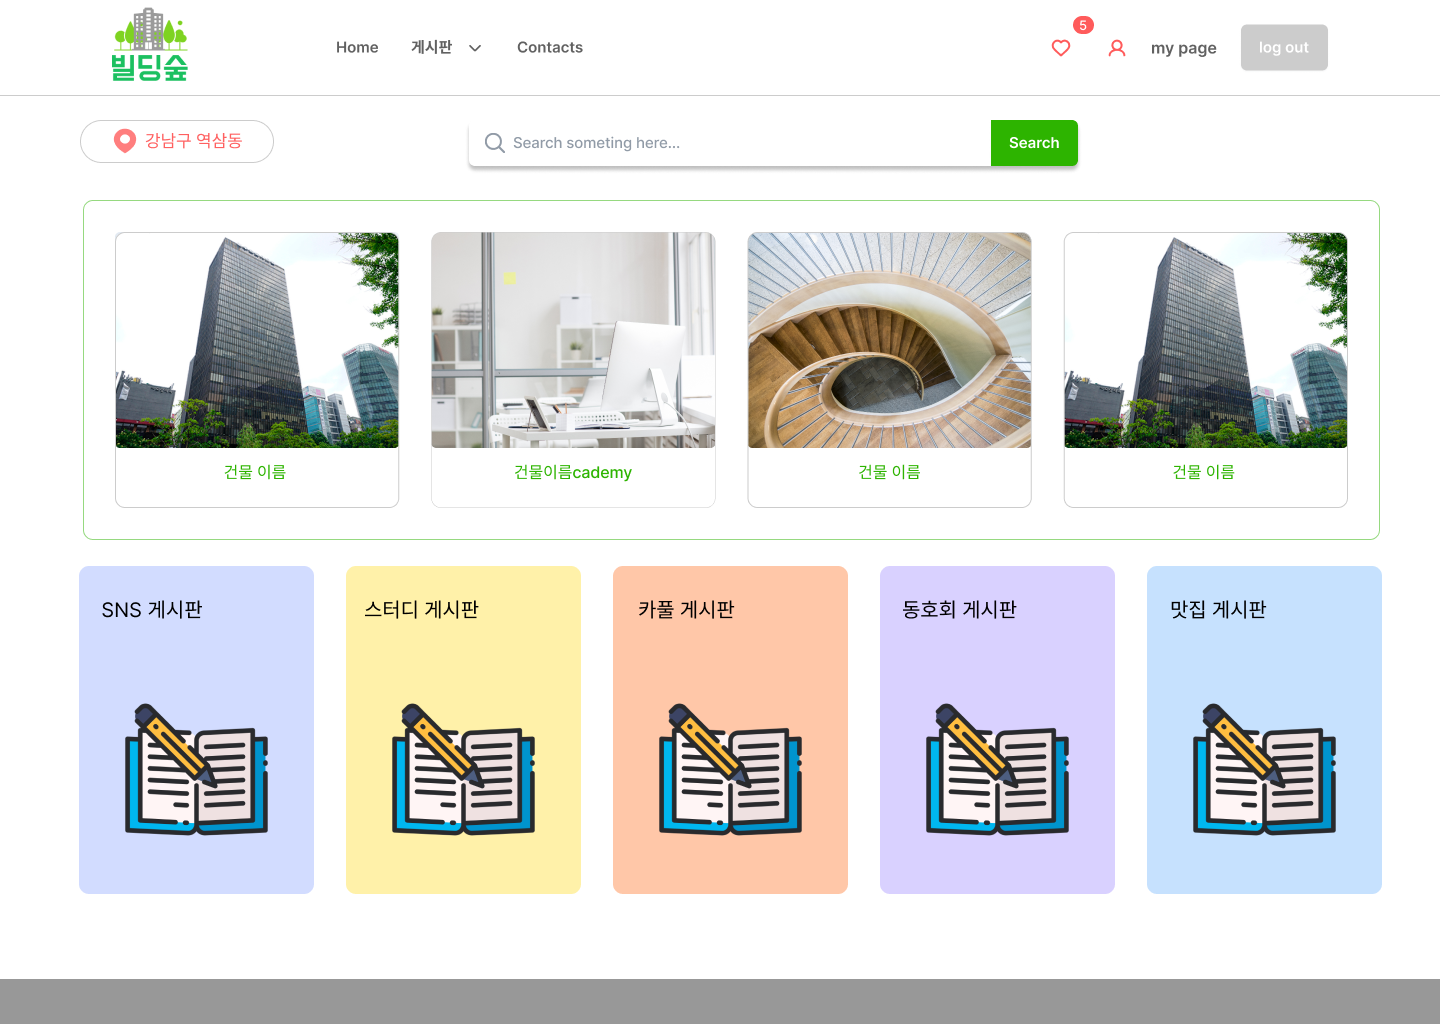 빌딩숲
Home 게시판 Contacts
5
my page
log out
강남구 역삼동
Search someting here...
Search
건물 이름
건물이름cademy
건물 이름
건물 이름
SNS 게시판
스터디 게시판
카풀 게시판
동호회 게시판
맛집 게시판